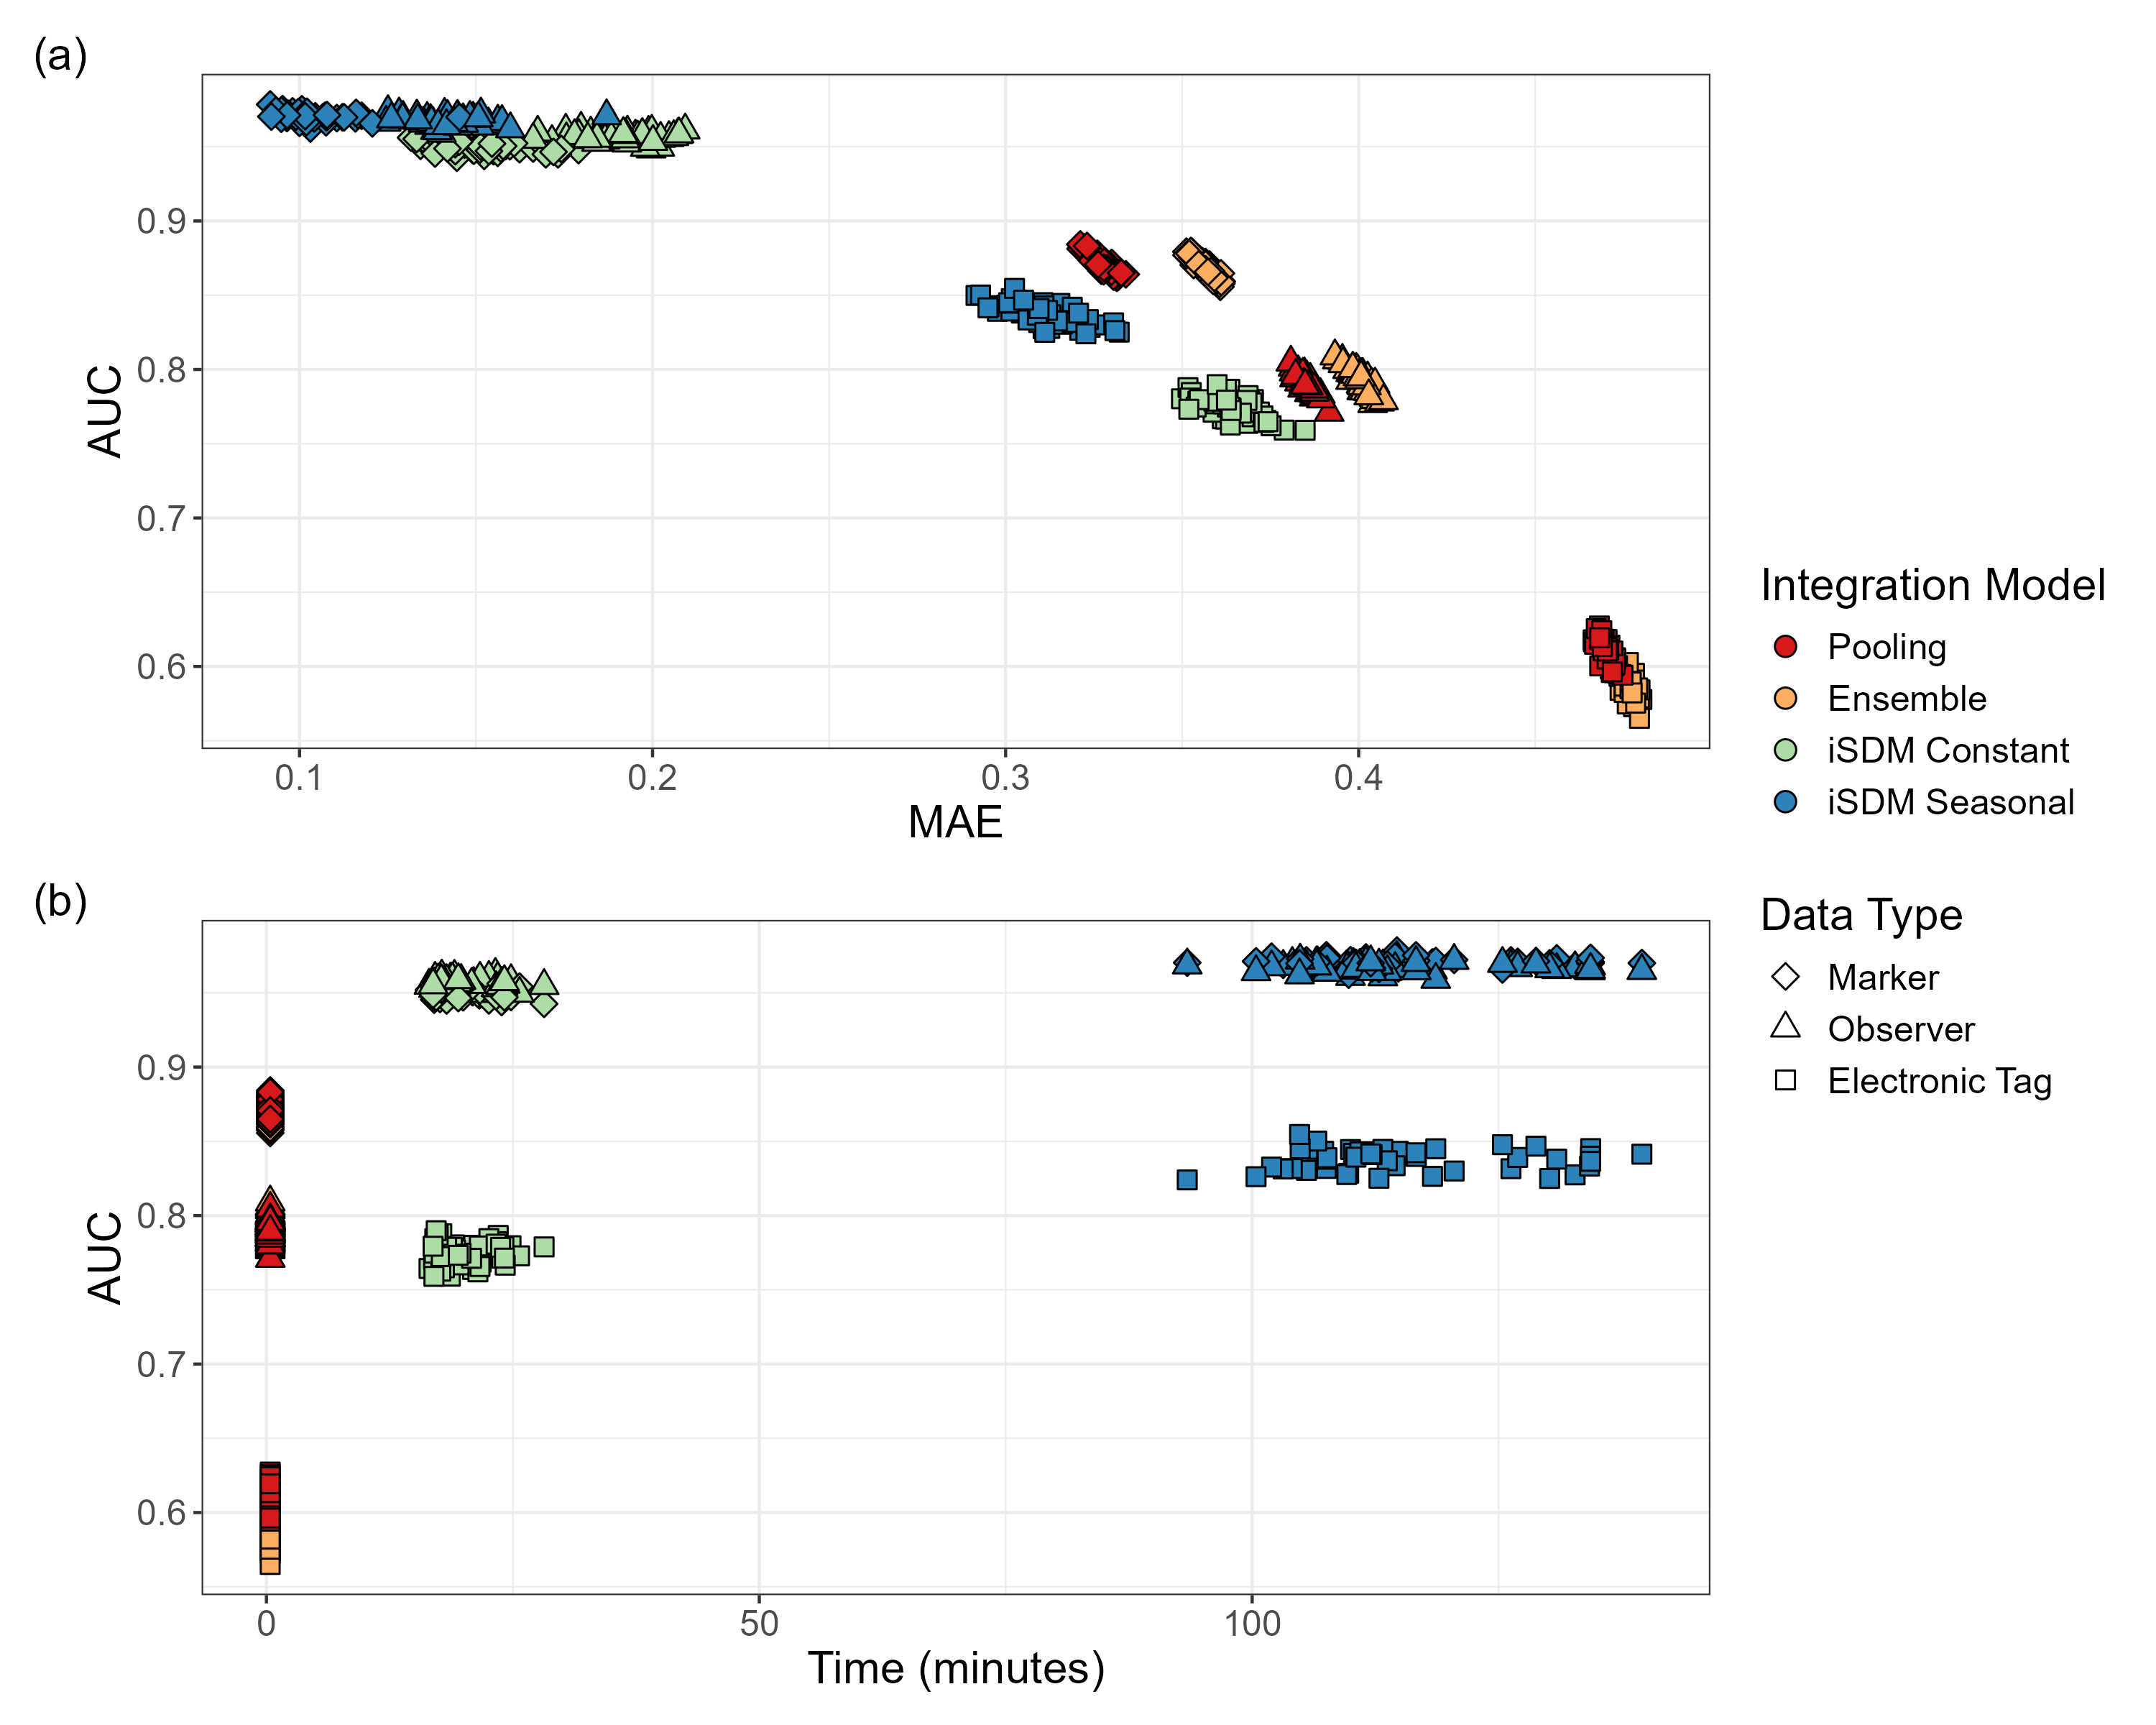 (a)
AUC
0.9
0.8
0.7
0.6
0.1
0.2
0.3
0.4
MAE
Integration Model
Pooling
Ensemble
iSDM Constant
iSDM Seasonal
Data Type
Marker
Observer
Electronic Tag
(b)
AUC
0.9
0.8
0.7
0.6
0
50
100
Time (minutes)